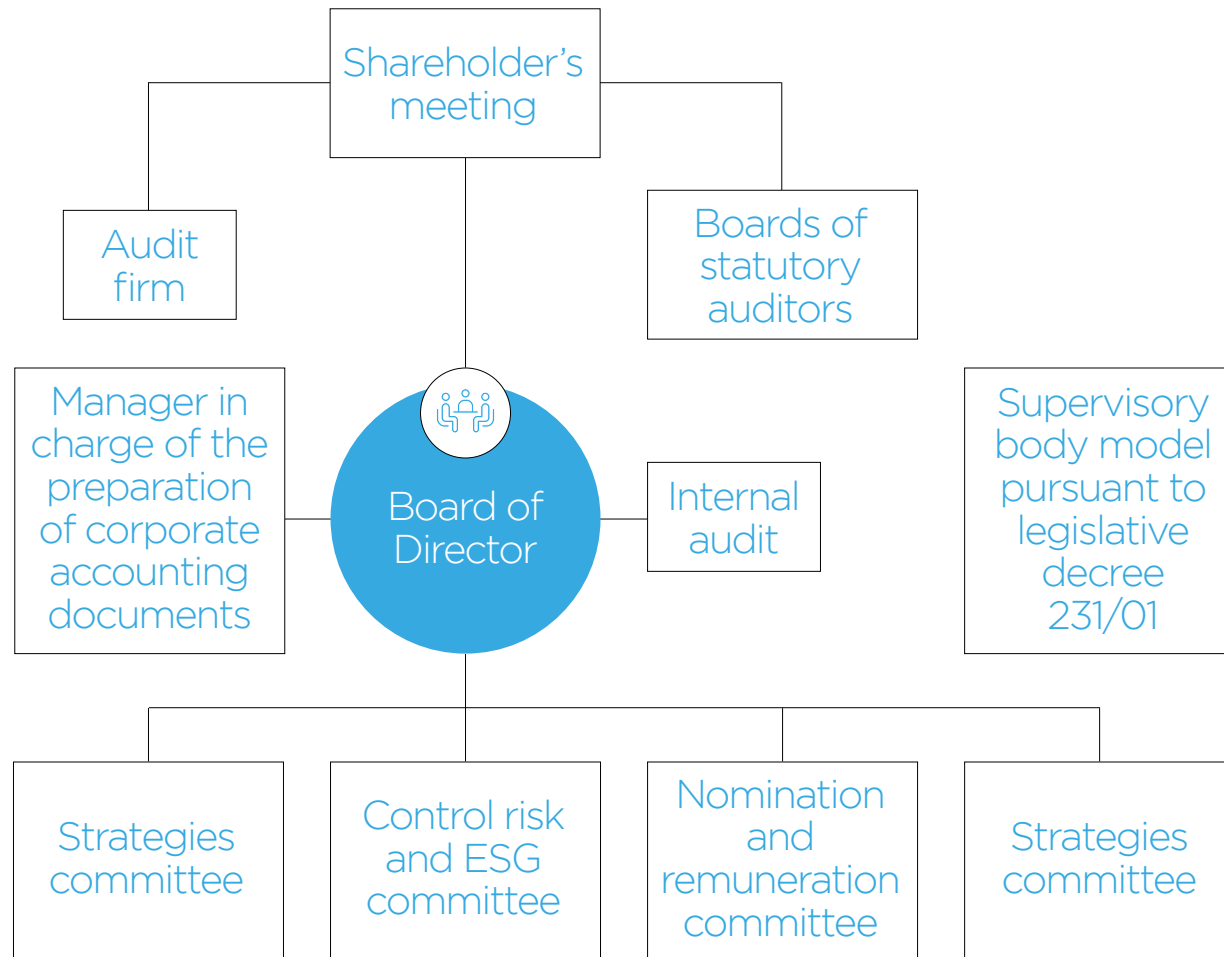 Shareholder's
meeting
Audit
firm
Boards of
statutory
auditors
Manager in
charge of the
preparation
of corporate
accounting
documents
Board of
Director
Internal
audit
Supervisory
body model
pursuant to
legislative
decree
231/01
Strategies
committee
Control risk
and ESG
committee
Nomination
and
remuneration
committee
Strategies
committee